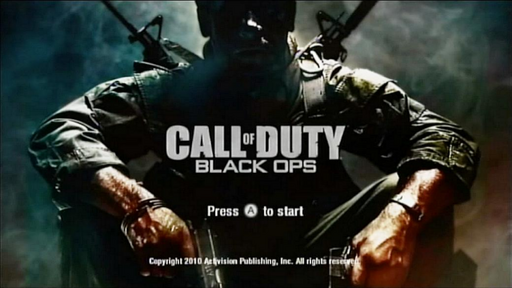 CALL OF DUTY
BLACK OPS
Press A to start
Copyright 2010 Activision Publishing, Inc. All rights reserved.